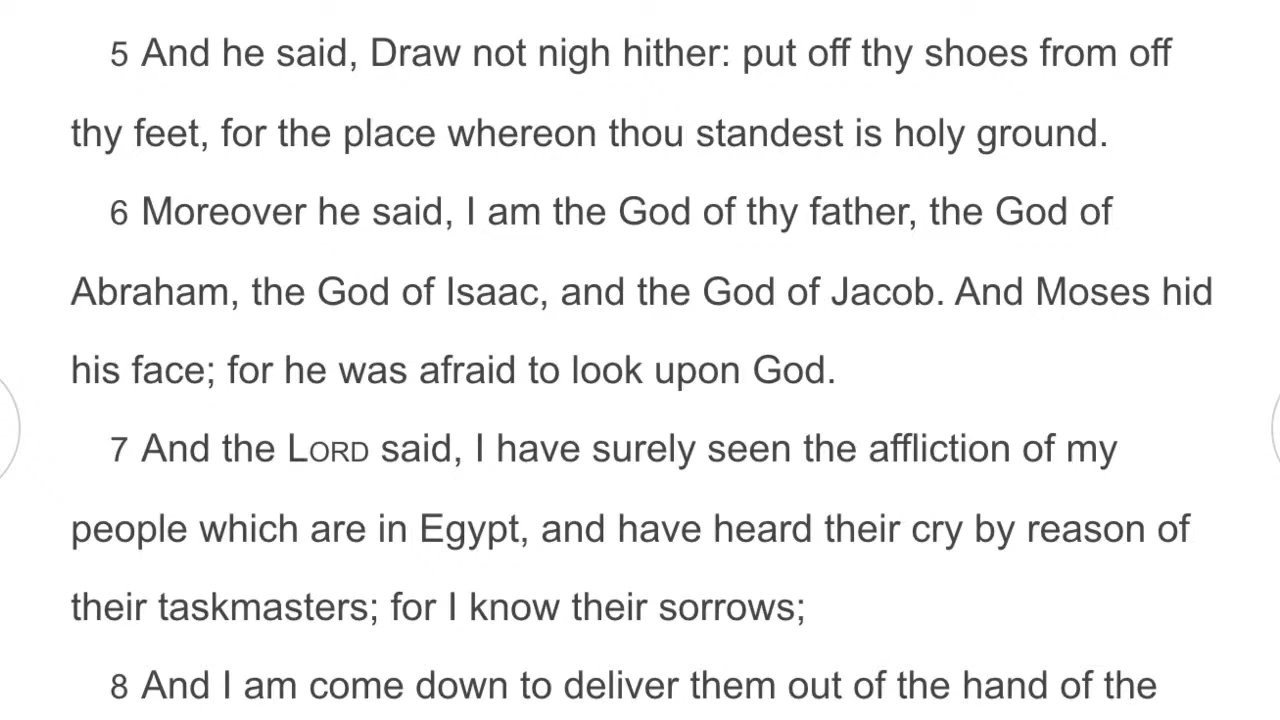 5 And he said, Draw not nigh hither: put off thy shoes from off
thy feet, for the place whereon thou standest is holy ground.
6 Moreover he said, I am the God of thy father, the God of
Abraham, the God of Isaac, and the God of Jacob. And Moses hid
his face; for he was afraid to look upon God.
7 And the LORD said, I have surely seen the affliction of my
people which are in Egypt, and have heard their cry by reason of
their taskmasters; for I know their sorrows;
8 And I am come down to deliver them out of the hand of the